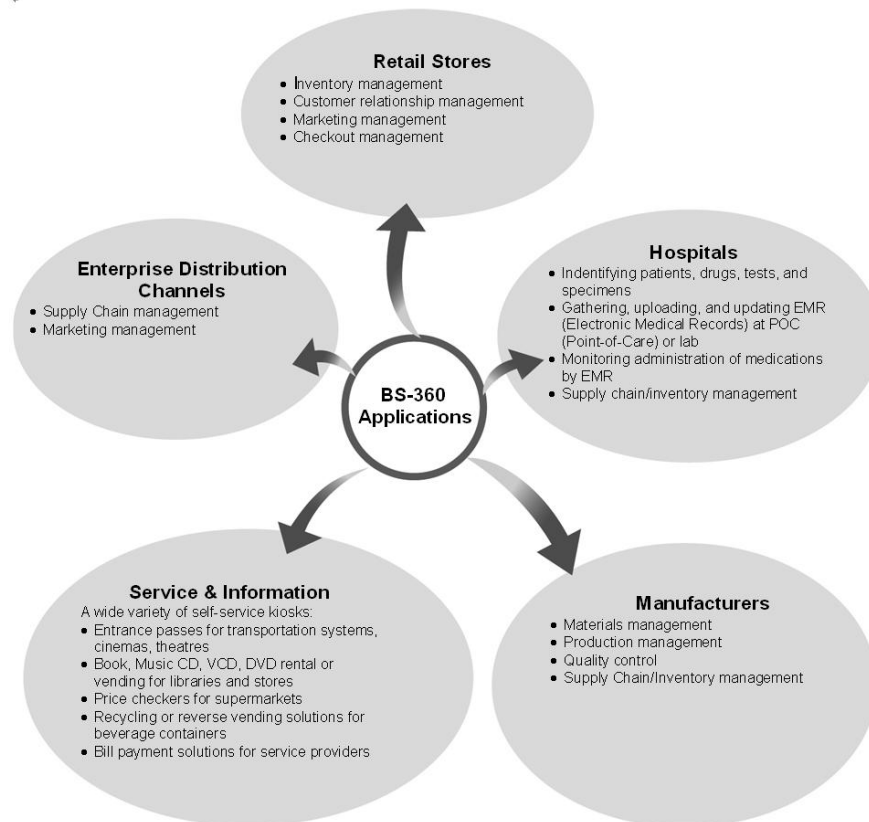 Retail Stores
• Inventory management
• Customer relationship management
• Marketing management
• Checkout management
Enterprise Distribution
Channels
• Supply Chain management
• Marketing management
Hospitals
• Indentifying patients, drugs, tests, and
specimens
• Gathering, uploading, and updating EMR
(Electronic Medical Records) at POC
(Point-of-Care) or lab
• Monitoring administration of medications
by EMR
• Supply chain/inventory management
BS-360
Applications
Service & Information
A wide variety of self-service kiosks:
• Entrance passes for transportation systems,
cinemas, theatres
• Book, Music CD, VCD, DVD rental or
vending for libraries and stores
• Price checkers for supermarkets
• Recycling or reverse vending solutions for
beverage containers
• Bill payment solutions for service providers
Manufacturers
• Materials management
• Production management
• Quality control
• Supply Chain/Inventory management